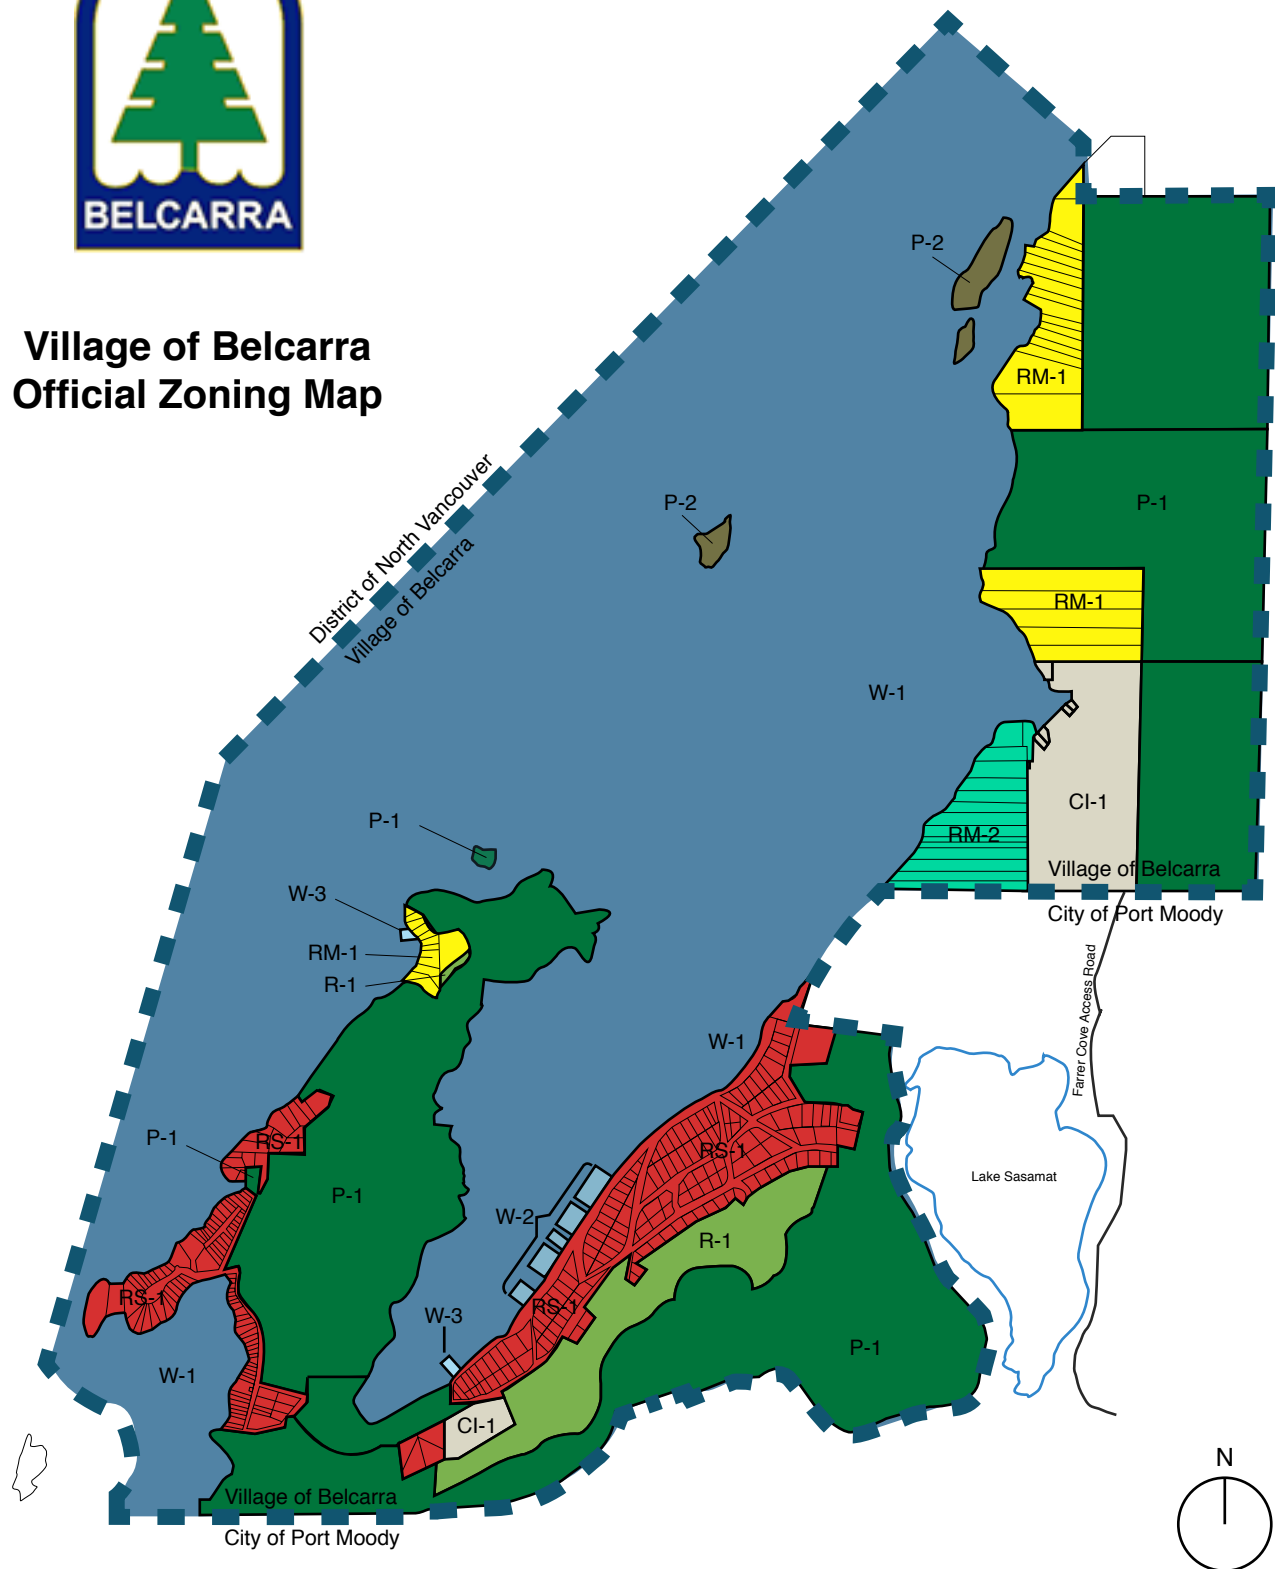 BELCARRA
Village of Belcarra
Official Zoning Map
P-2
RM-1
District of North Vancouver
Village of Belcarra
P-2
P-1
RM-1
W-1
CI-1
P-1
RM-2
Village of Belcarra
W-3
City of Port Moody
RM-1
R-1
Farrer Cove Access Road
W-1
P-1
RS-1
RS-1
Lake Sasamat
P-1
W-2
R-1
RS-1
RS-1
W-3
P-1
W-1
CI-1
N
Village of Belcarra
City of Port Moody